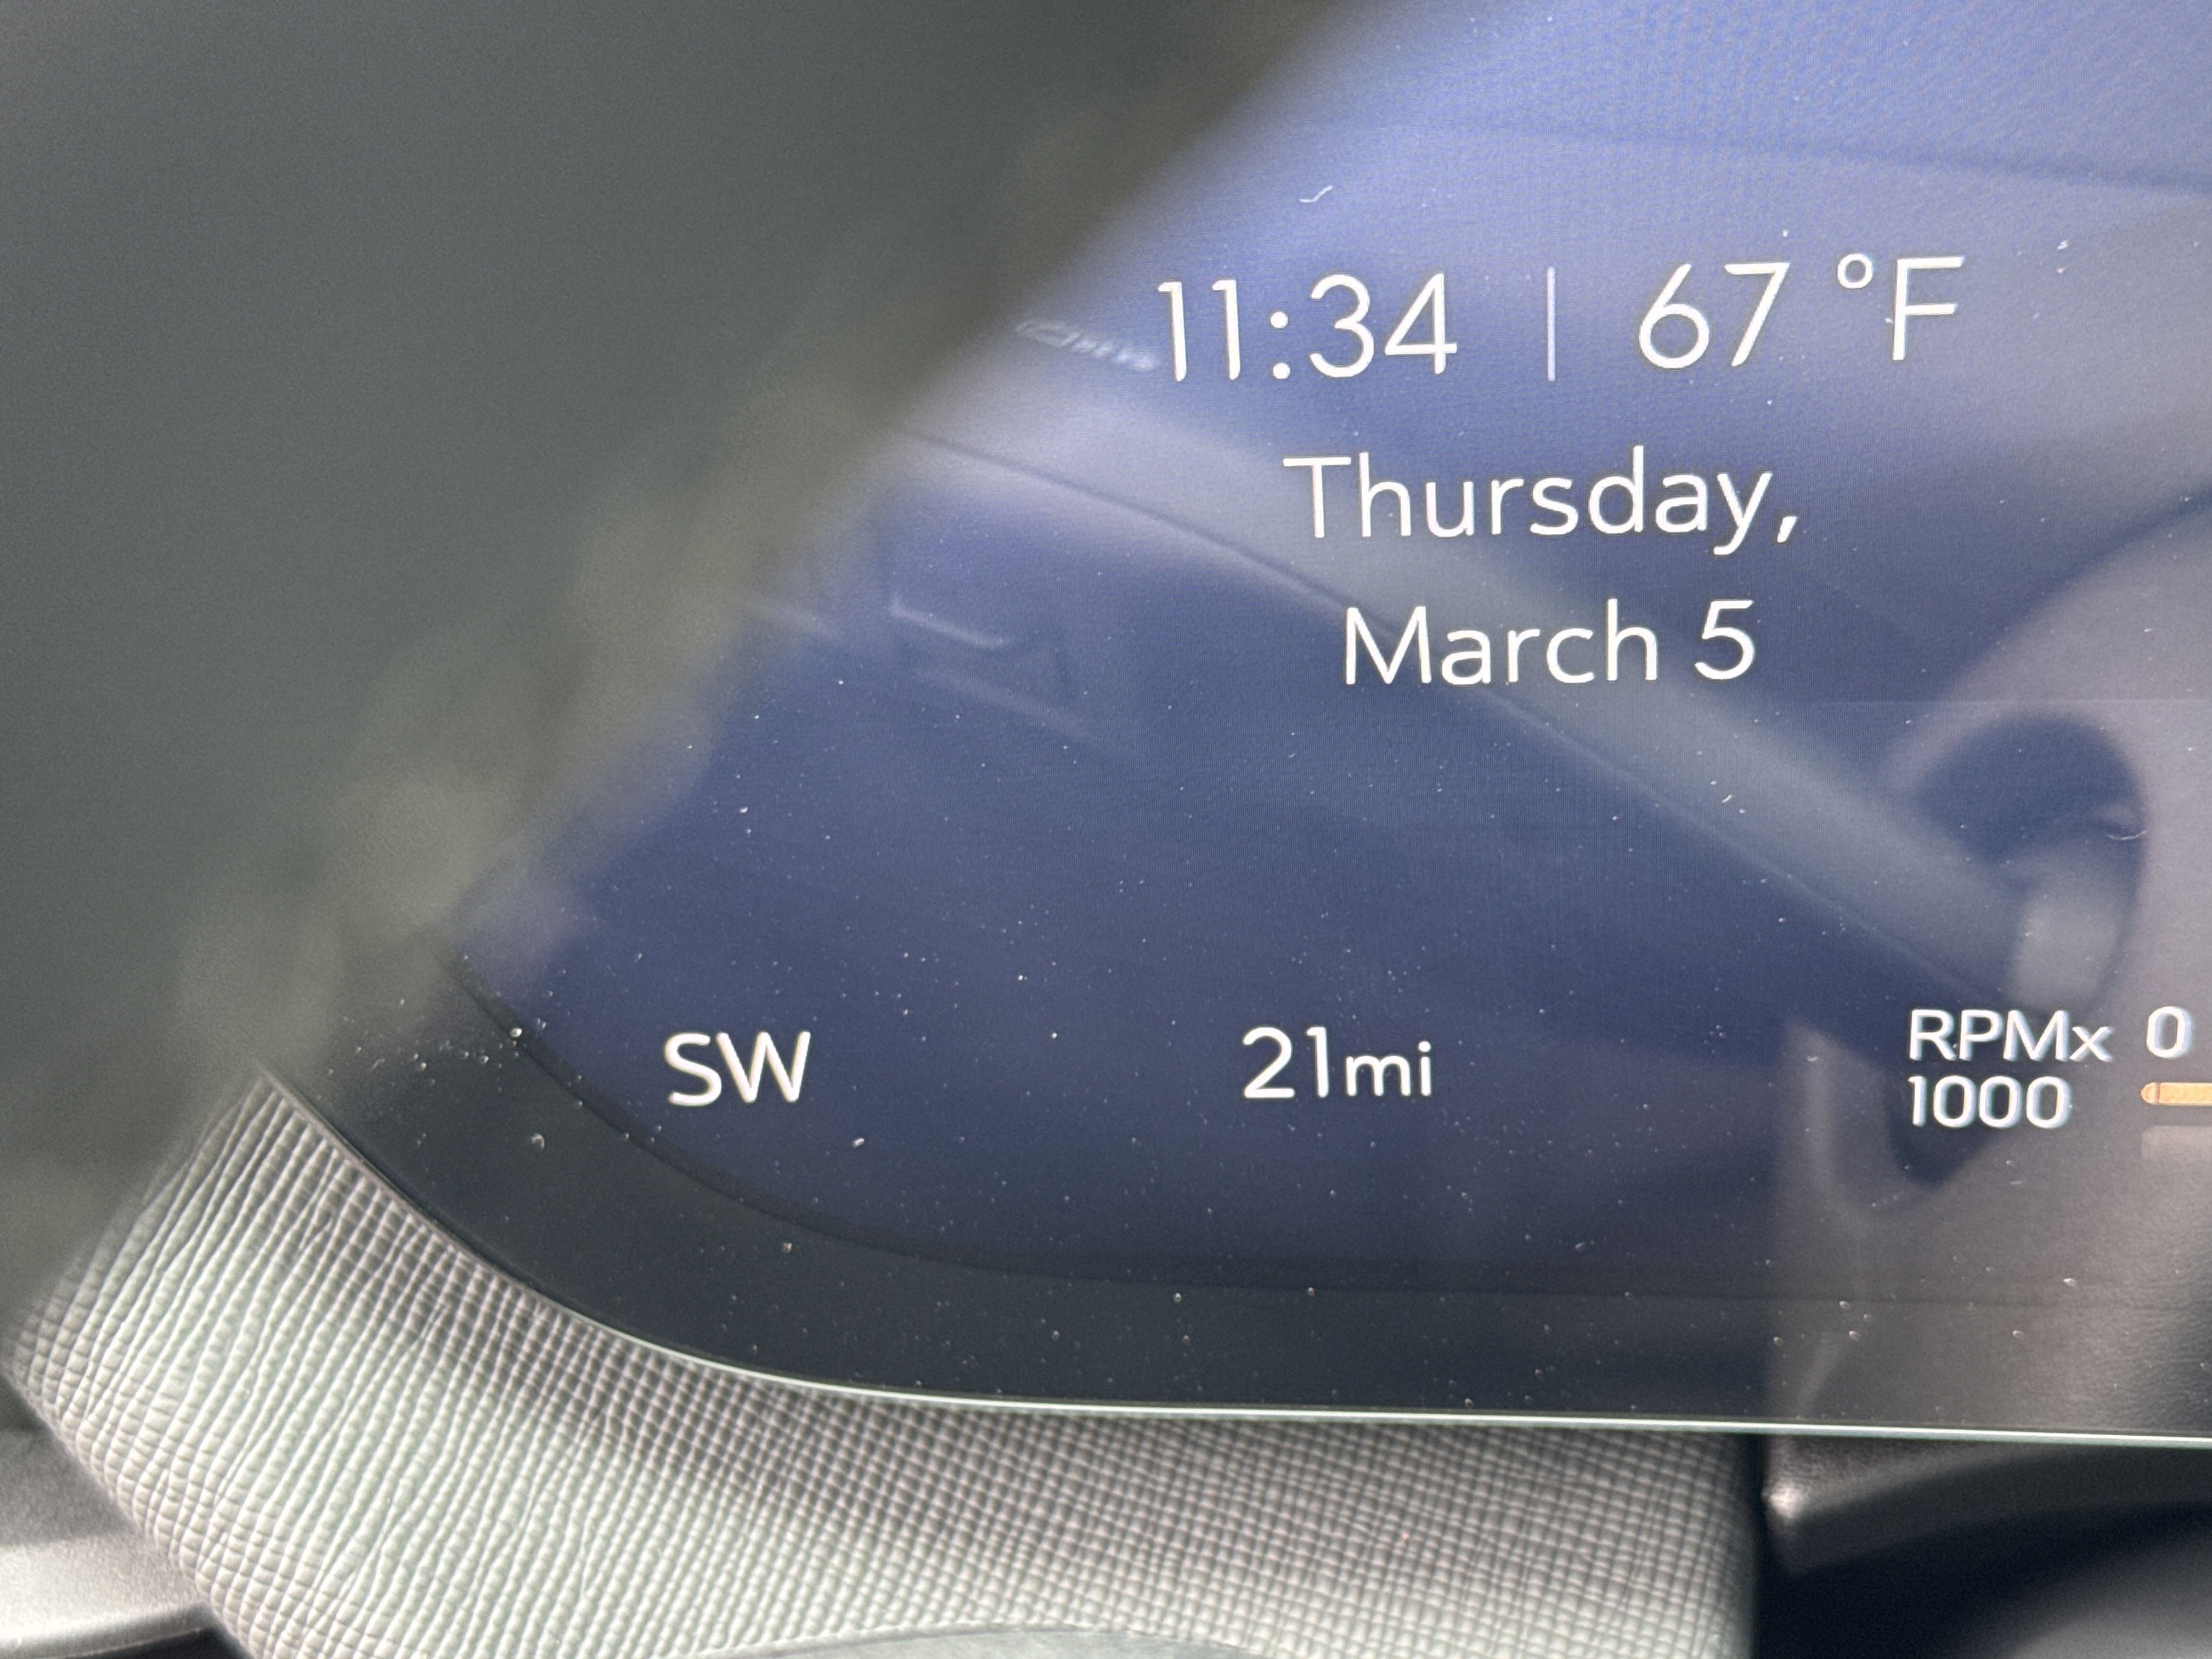 11:34 | 67 °F
Thursday,
March 5
SW
21mi
RPMx 0
1000